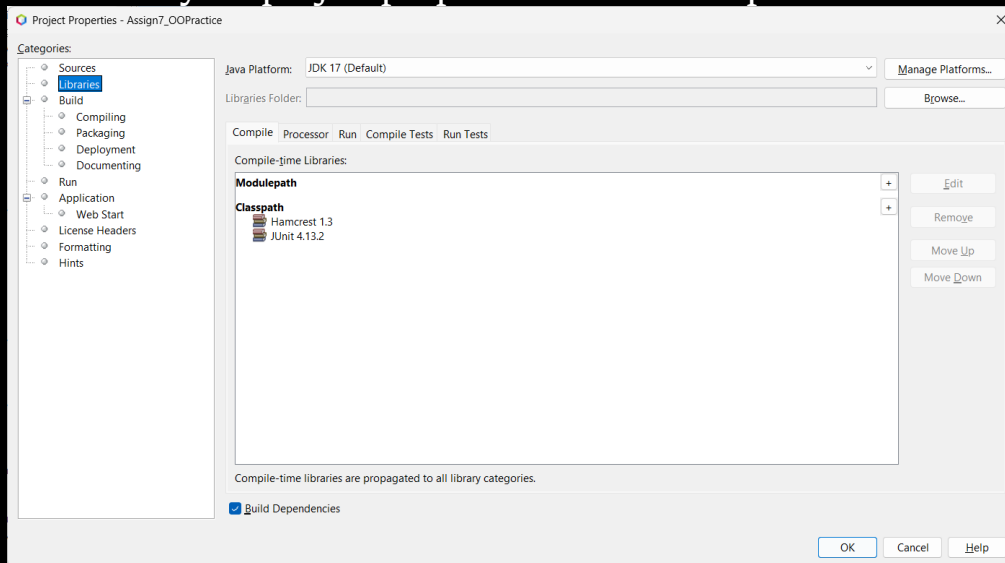 Project Properties - Assign7_OOPractice
Categories:
Sources
Libraries
Build
Compiling
Packaging
Deployment
Documenting
Run
Application
Web Start
License Headers
Formatting
Hints
Java Platform: JDK 17 (Default) Manage Platforms...
Libraries Folder: Browse...
Compile Processor Run Compile Tests Run Tests
Compile-time Libraries:
Modulepath + Edit
Classpath + Remove
Hamcrest 1.3
JUnit 4.13.2
Move Up
Move Down
Compile-time libraries are propagated to all library categories.
Build Dependencies
OK Cancel Help